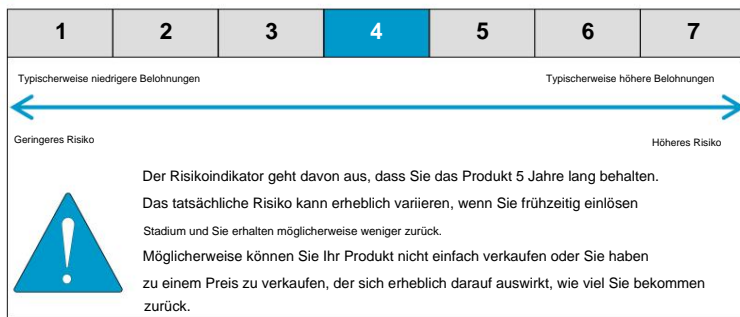 1 2 3 4 5 6 7
Typischerweise niedrigere Belohnungen Typischerweise höhere Belohnungen
Geringeres Risiko Höheres Risiko
Der Risikoindikator geht davon aus, dass Sie das Produkt 5 Jahre lang behalten.
Das tatsächliche Risiko kann erheblich variieren, wenn Sie frühzeitig einlösen
Stadium und Sie erhalten möglicherweise weniger zurück.
Möglicherweise können Sie Ihr Produkt nicht einfach verkaufen oder Sie haben
zu einem Preis zu verkaufen, der sich erheblich darauf auswirkt, wie viel Sie bekommen
zurück.